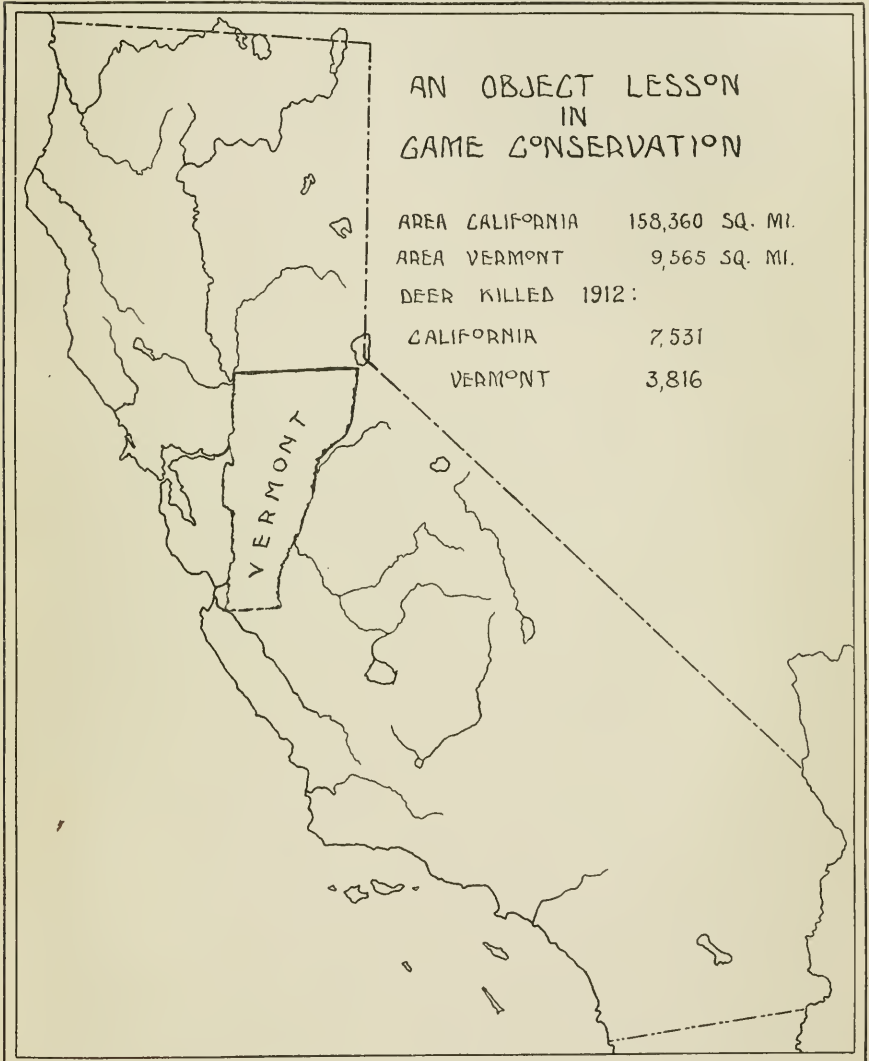 AN OBJECT LESSON
IN
GAME CONSERVATION
AREA CALIFORNIA 158,360 SQ. MI.
AREA VERMONT 9,565 SQ. MI.
DEER KILLED 1912:
CALIFORNIA 7,531
VERMONT 3,816
VERMONT